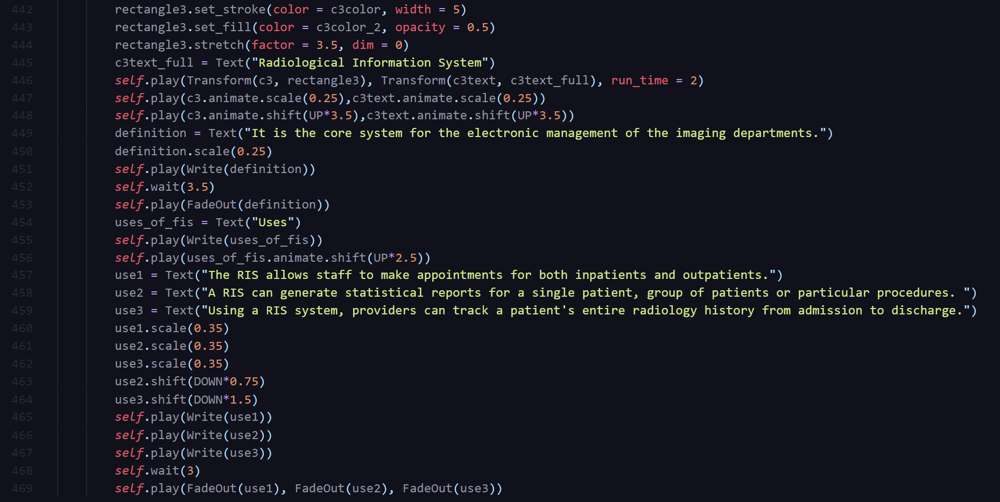 442 rectangle3.set_stroke(color = c3color, width = 5)
443 rectangle3.set_fill(color = c3color_2, opacity = 0.5)
444 rectangle3.stretch(factor = 3.5, dim = 0)
445 c3text_full = Text("Radiological Information System")
446 self.play(Transform(c3, rectangle3), Transform(c3text, c3text_full), run_time = 2)
447 self.play(c3.animate.scale(0.25),c3text.animate.scale(0.25))
448 self.play(c3.animate.shift(UP*3.5),c3text.animate.shift(UP*3.5))
449 definition = Text("It is the core system for the electronic management of the imaging departments.")
450 definition.scale(0.25)
451 self.play(Write(definition))
452 self.wait(3.5)
453 self.play(FadeOut(definition))
454 uses_of_fis = Text("Uses")
455 self.play(Write(uses_of_fis))
456 self.play(uses_of_fis.animate.shift(UP*2.5))
457 use1 = Text("The RIS allows staff to make appointments for both inpatients and outpatients.")
458 use2 = Text("A RIS can generate statistical reports for a single patient, group of patients or particular procedures. ")
459 use3 = Text("Using a RIS system, providers can track a patient's entire radiology history from admission to discharge.")
460 use1.scale(0.35)
461 use2.scale(0.35)
462 use3.scale(0.35)
463 use2.shift(DOWN*0.75)
464 use3.shift(DOWN*1.5)
465 self.play(Write(use1))
466 self.play(Write(use2))
467 self.play(Write(use3))
468 self.wait(3)
469 self.play(FadeOut(use1), FadeOut(use2), FadeOut(use3))